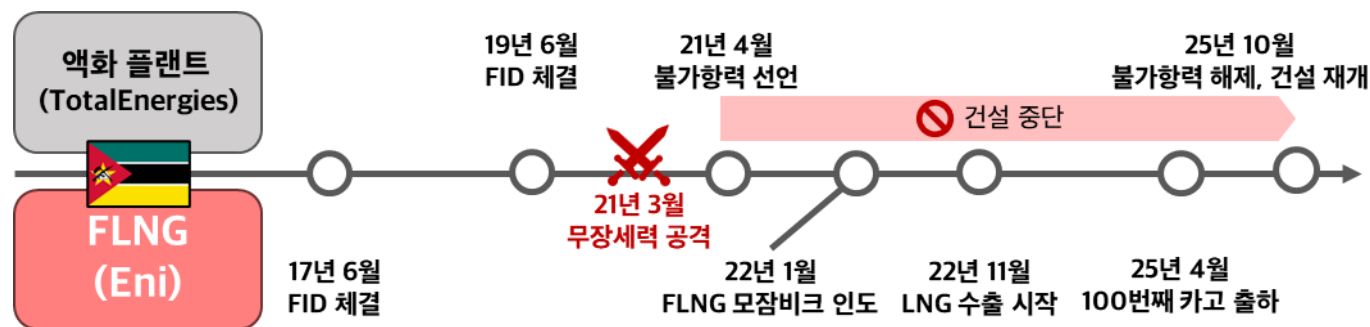 액화 플랜트
(TotalEnergies)
19년 6월
FID 체결
21년 4월
불가항력 선언
25년 10월
불가항력 해제, 건설 재개
건설 중단
21년 3월
무장세력 공격
FLNG
(Eni)
17년 6월
FID 체결
22년 1월
FLNG 모잠비크 인도
22년 11월
LNG 수출 시작
25년 4월
100번째 카고 출하